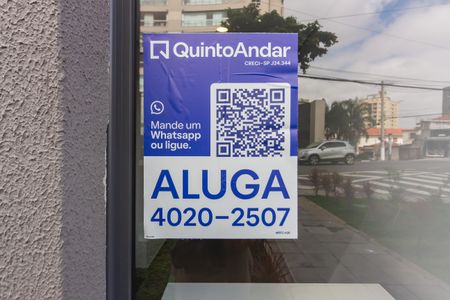 QuintoAndar
CRECI-SP J24.344
Mande um
Whatsapp
ou ligue.
ALUGA
4020-2507